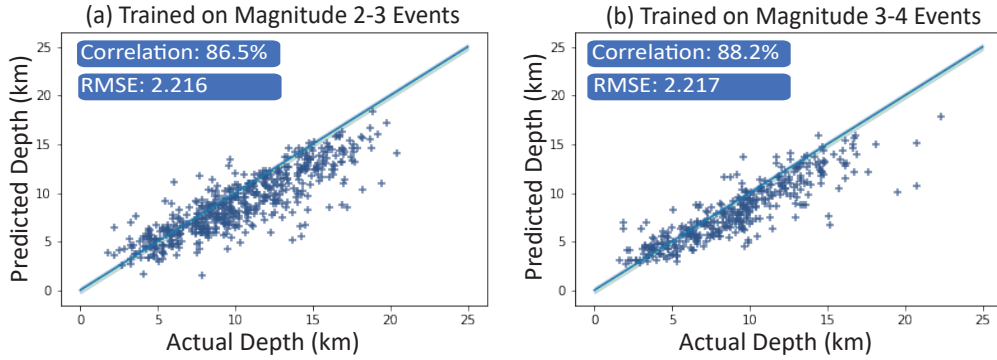 (a) Trained on Magnitude 2-3 Events
Correlation: 86.5%
RMSE: 2.216
Predicted Depth (km)
25
20
15
10
5
0
0 5 10 15 20 25
Actual Depth (km)
(b) Trained on Magnitude 3-4 Events
Correlation: 88.2%
RMSE: 2.217
Predicted Depth (km)
25
20
15
10
5
0
0 5 10 15 20 25
Actual Depth (km)